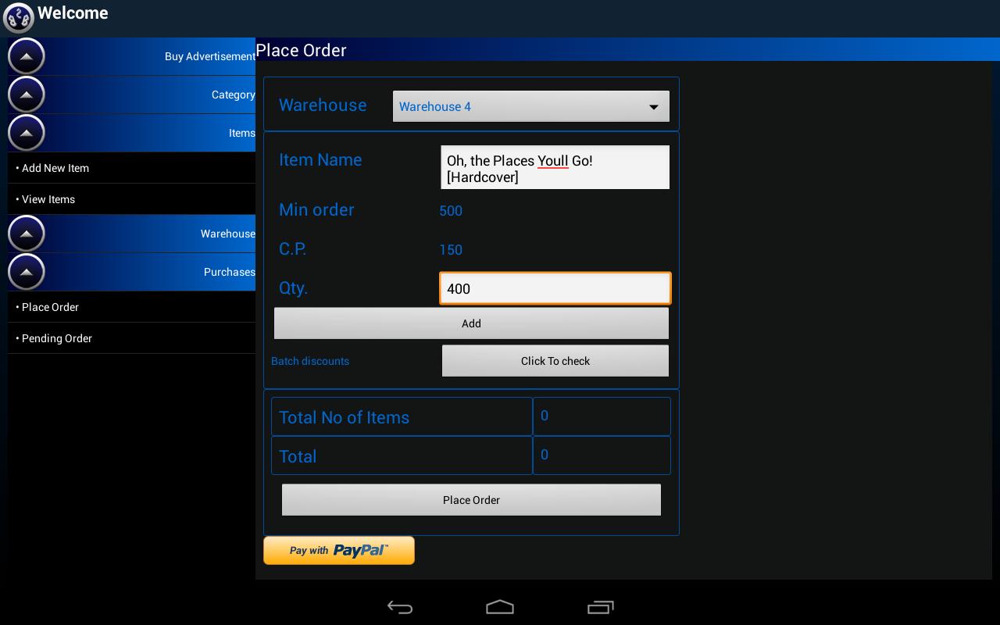 Welcome
Buy Advertisement
Category
Items
• Add New Item
• View Items
Warehouse
Purchases
• Place Order
• Pending Order
Place Order
Warehouse
Warehouse 4
Item Name
Oh, the Places Youll Go!
[Hardcover]
Min order
500
C.P.
150
Qty.
400
Add
Batch discounts
Click To check
Total No of Items
0
Total
0
Place Order
Pay with PayPal™